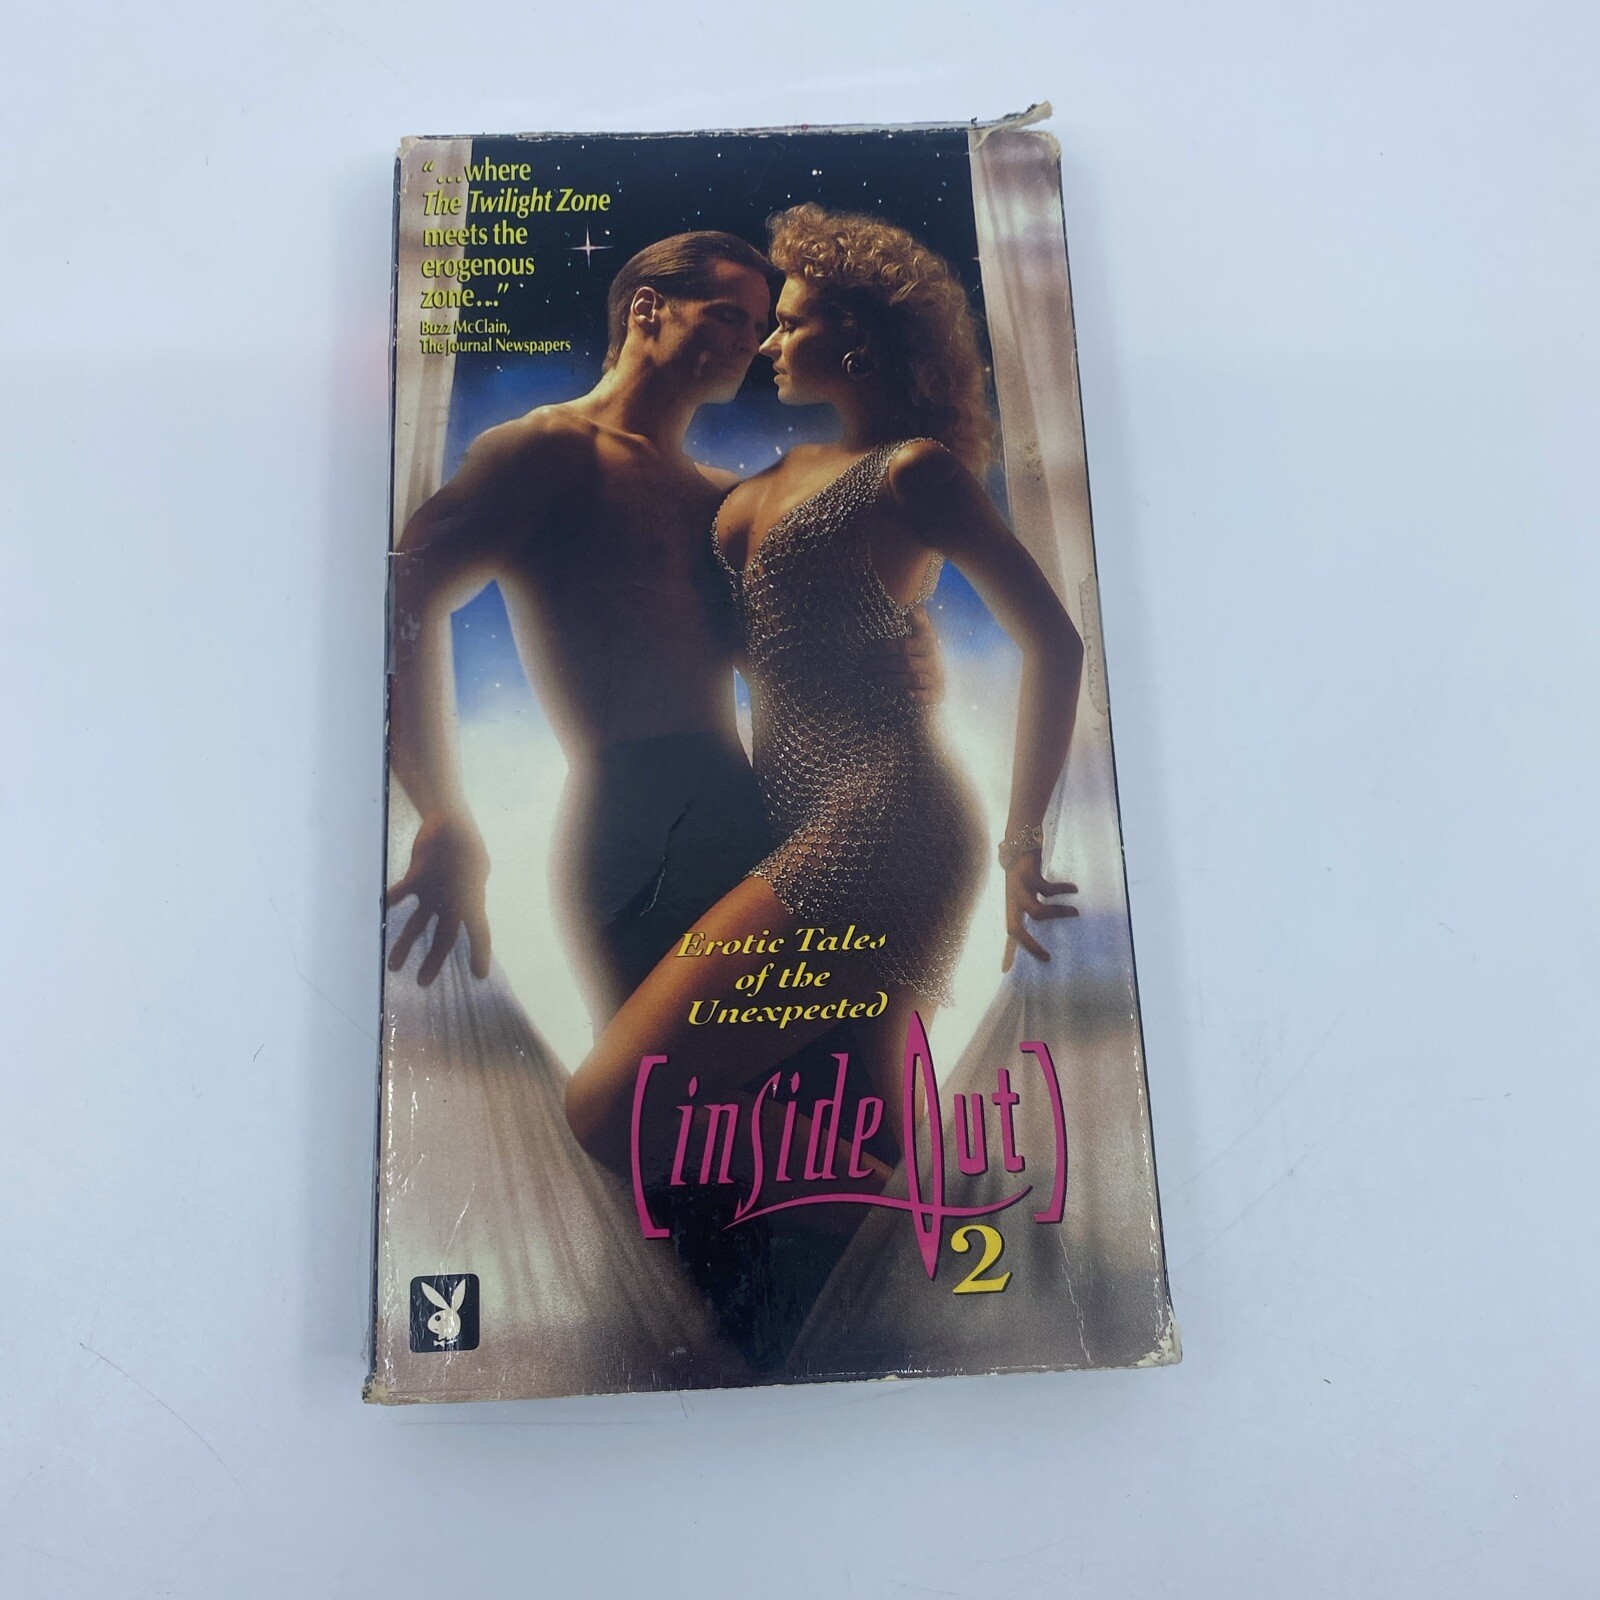 “...where
The Twilight Zone
meets the
erogenous
zone...”
Buzz McClain,
The Journal Newspapers
Erotic Tales
of the
Unexpected
(inside Out)
2